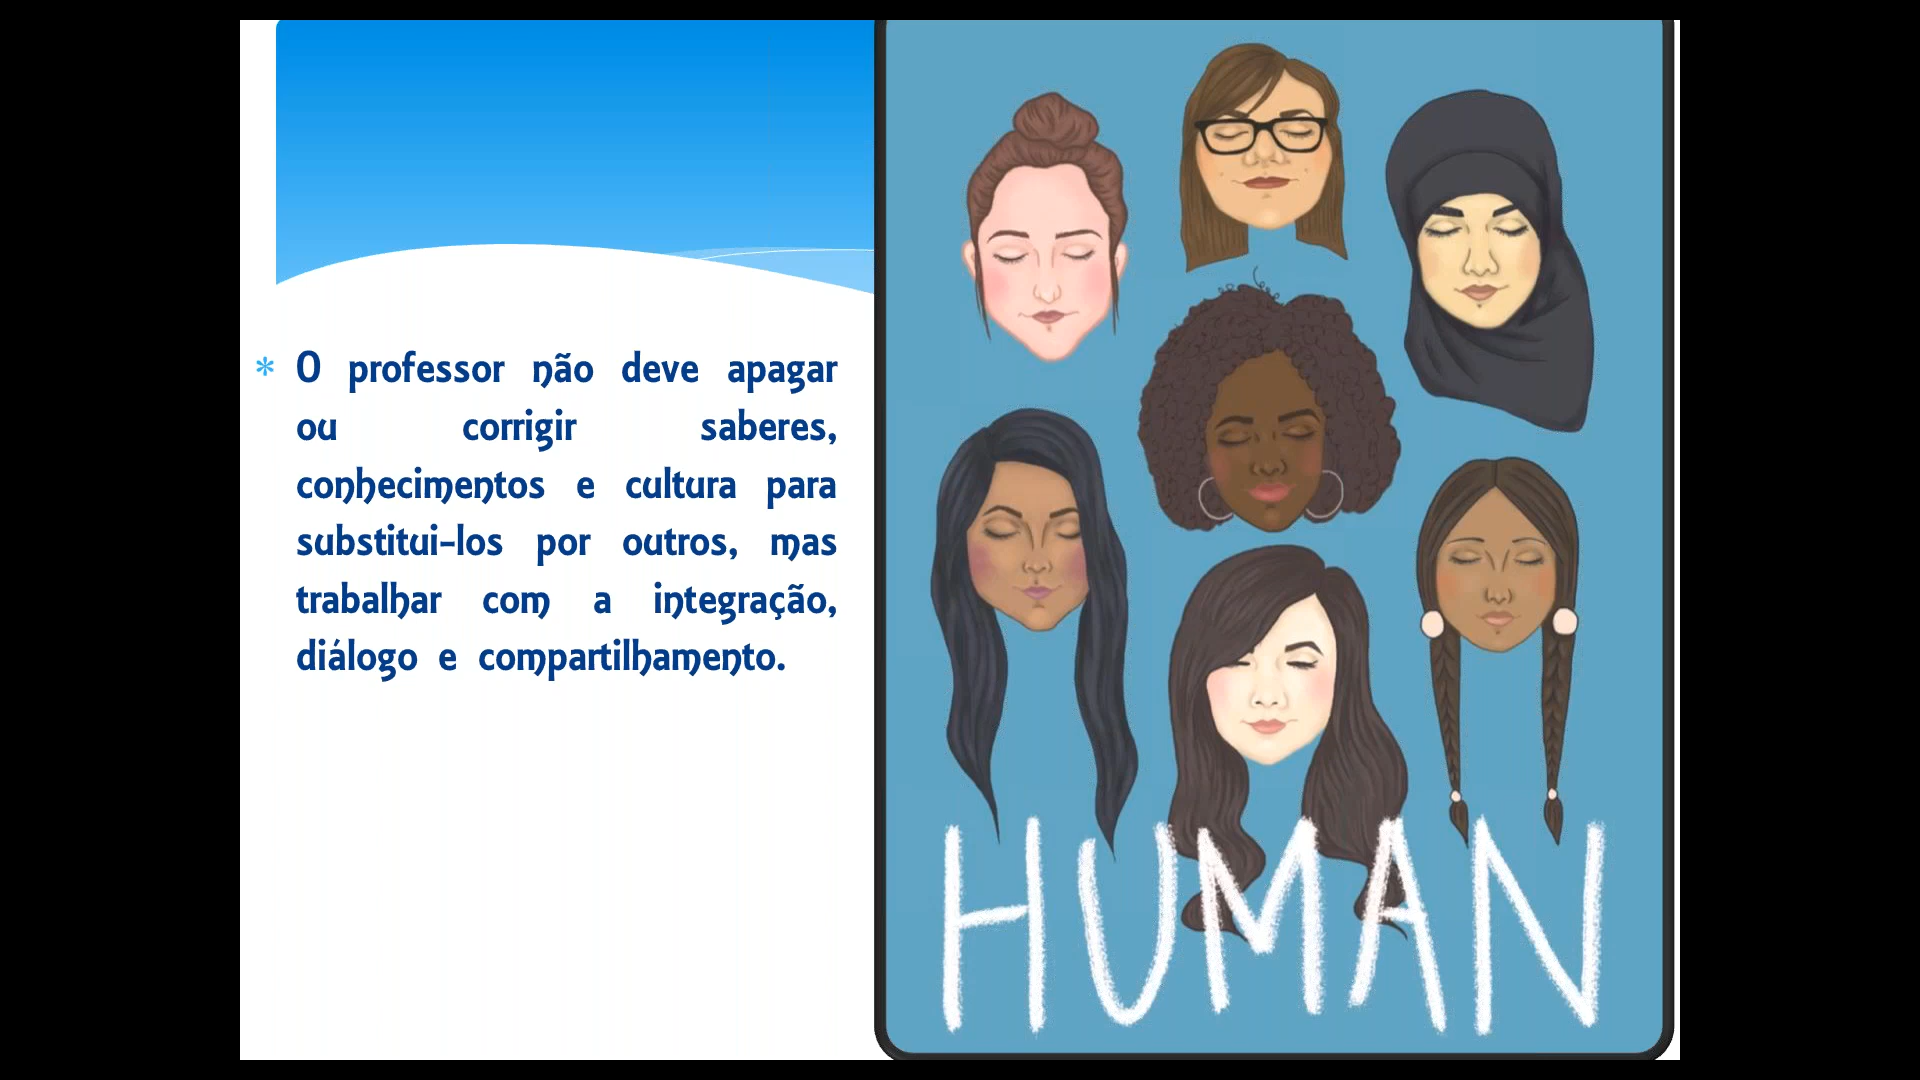 * O professor não deve apagar
ou corrigir saberes,
conhecimentos e cultura para
substitui-los por outros, mas
trabalhar com a integração,
diálogo e compartilhamento.
HUMAN